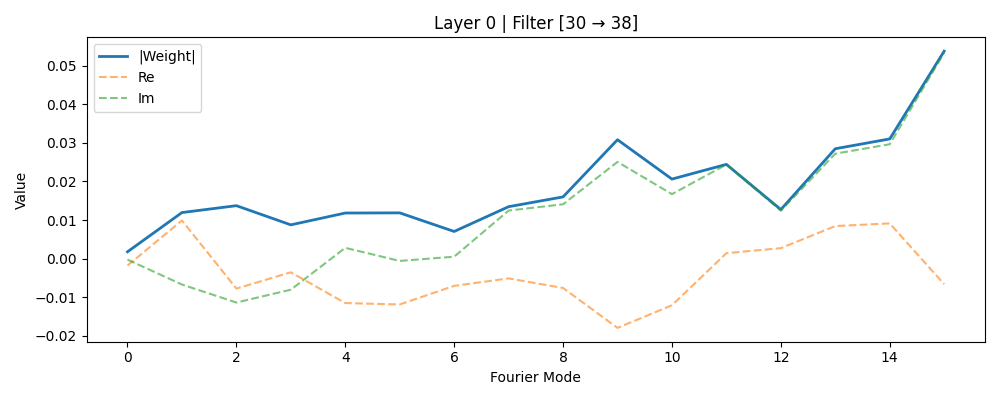 Layer 0 | Filter [30 → 38]
|Weight|
Re
Im
Value
0.05
0.04
0.03
0.02
0.01
0.00
−0.01
−0.02
0 2 4 6 8 10 12 14
Fourier Mode